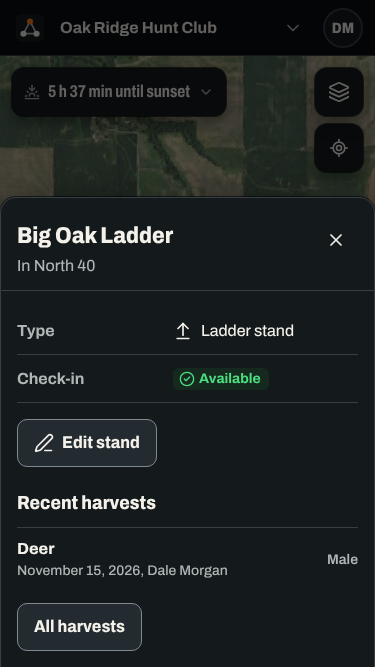 Oak Ridge Hunt Club
DM
5 h 37 min until sunset
Big Oak Ladder
In North 40
Type
Ladder stand
Check-in
Available
Edit stand
Recent harvests
Deer
November 15, 2026, Dale Morgan
Male
All harvests